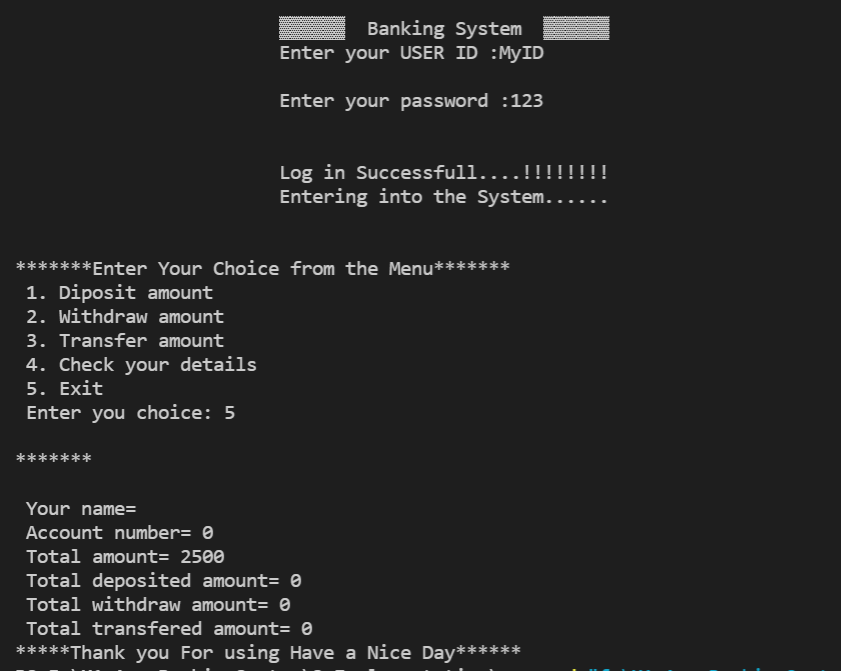 Banking System
Enter your USER ID :MyID
Enter your password :123
Log in Successfull....!!!!!!!!
Entering into the System......
*******Enter Your Choice from the Menu*******
1. Diposit amount
2. Withdraw amount
3. Transfer amount
4. Check your details
5. Exit
Enter you choice: 5
*******
Your name=
Account number= 0
Total amount= 2500
Total deposited amount= 0
Total withdraw amount= 0
Total transfered amount= 0
*****Thank you For using Have a Nice Day******